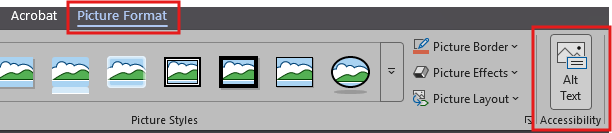 Acrobat Picture Format
Picture Border
Picture Effects
Picture Layout
Alt
Text
Picture Styles
Accessibility